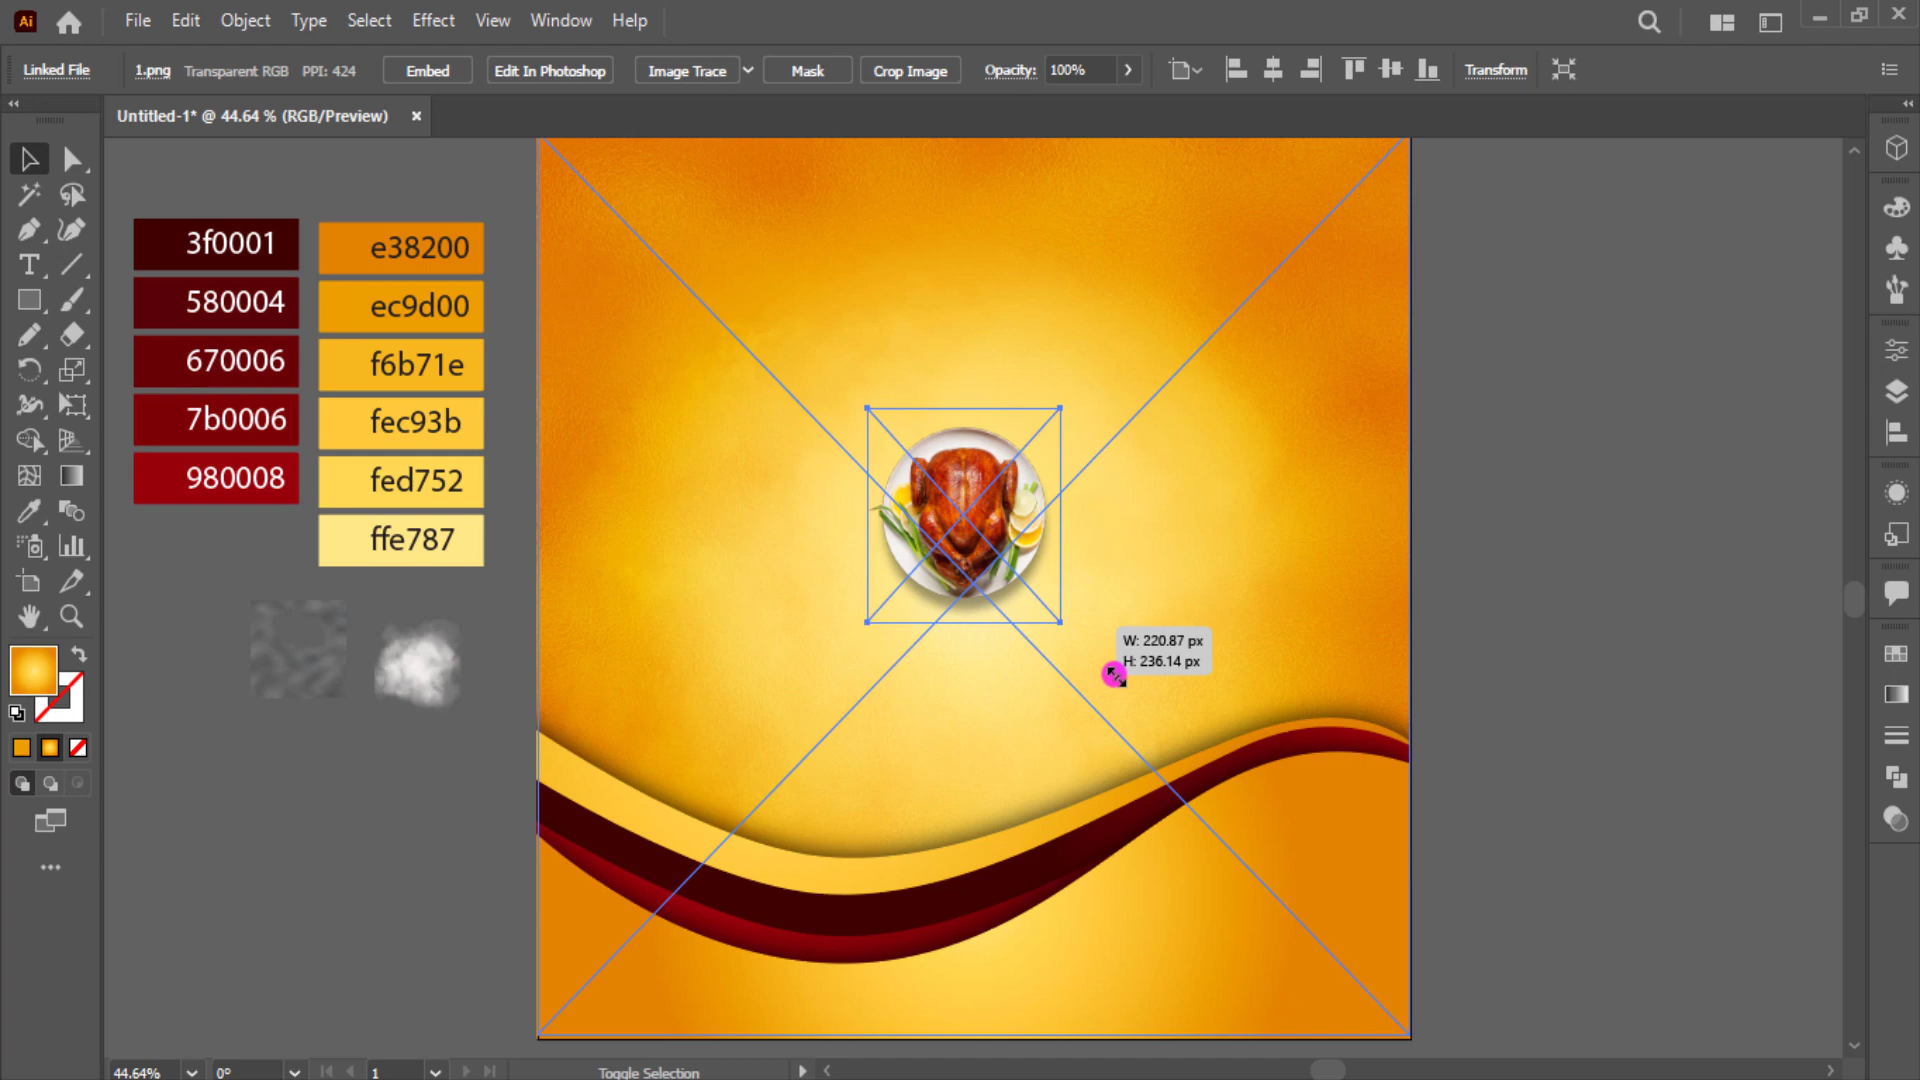 Ai File Edit Object Type Select Effect View Window Help
Linked File 1.png Transparent RGB PPI: 424 Embed Edit In Photoshop Image Trace Mask Crop Image Opacity: 100% Transform
Untitled-1* @ 44.64 % (RGB/Preview) ×
3f0001 e38200
580004 ec9d00
670006 f6b71e
7b0006 fec93b
980008 fed752
ffe787
W: 220.87 px
H: 236.14 px
44.64% 0° 1 Toggle Selection